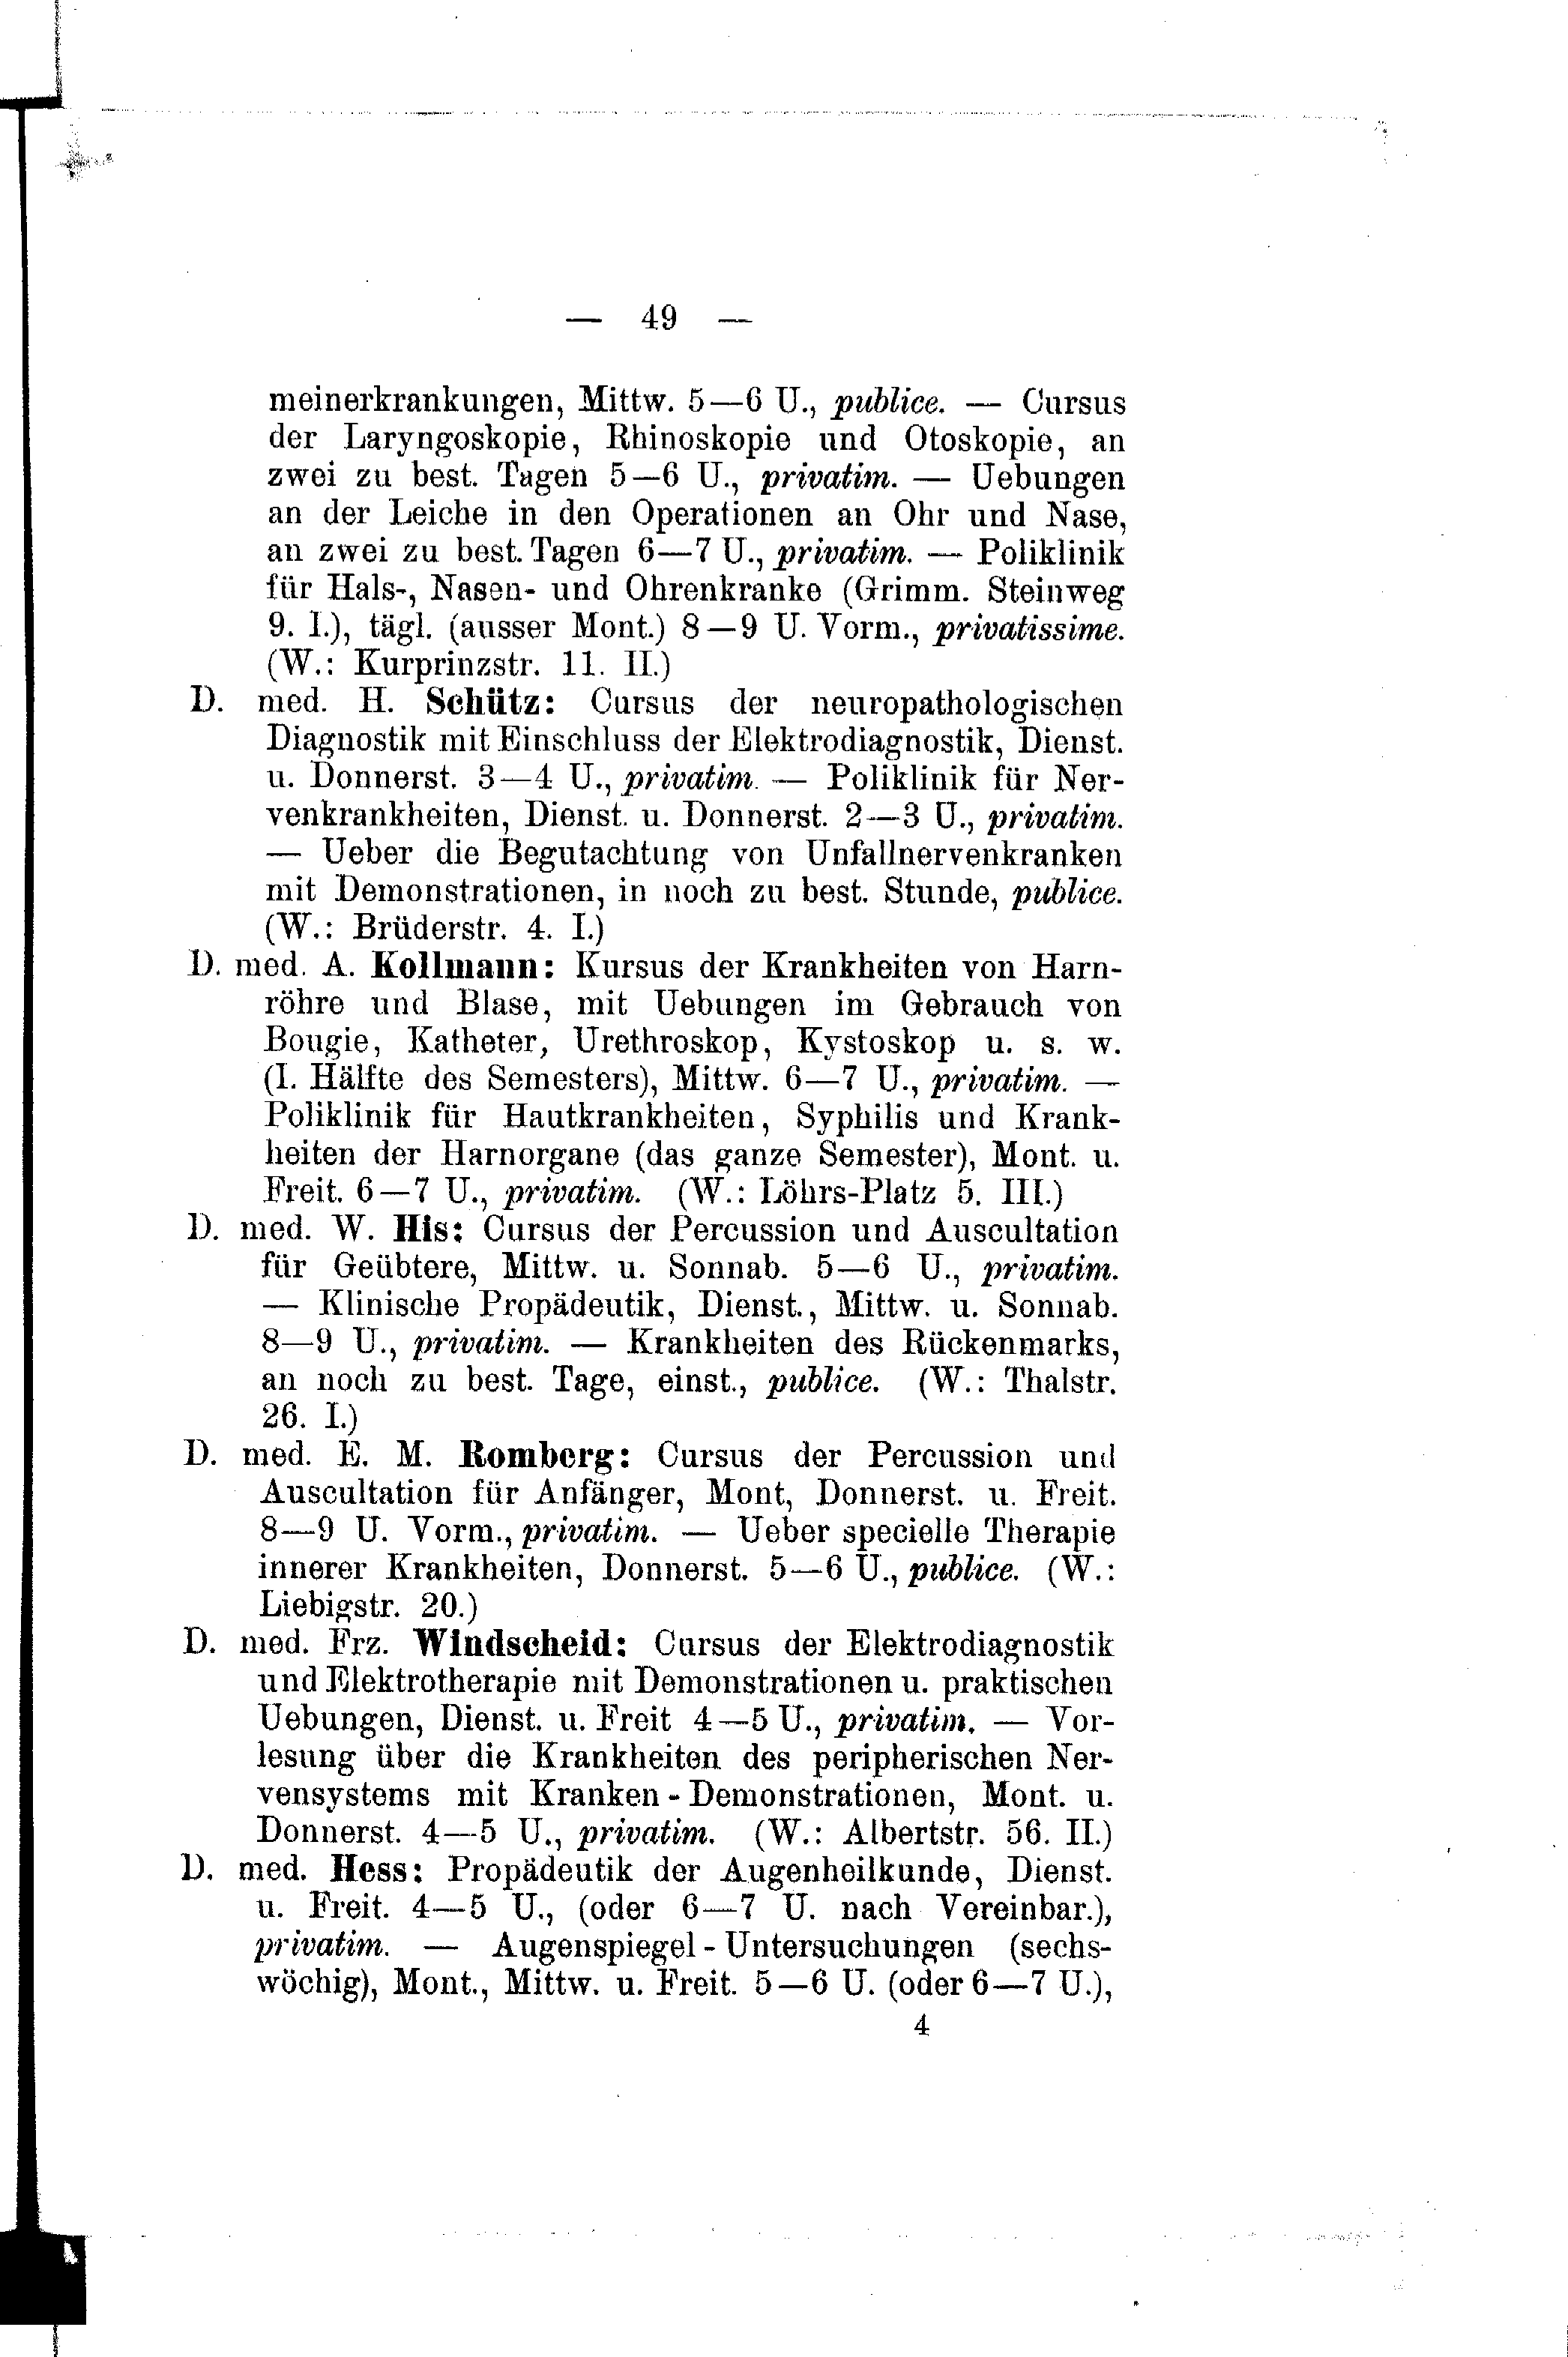 — 49 —
meinerkrankungen, Mittw. 5—6 U., publice. — Cursus
der Laryngoskopie, Rhinoskopie und Otoskopie, an
zwei zu best. Tagen 5—6 U., privatim. — Uebungen
an der Leiche in den Operationen an Ohr und Nase,
an zwei zu best. Tagen 6—7 U., privatim. — Poliklinik
für Hals-, Nasen- und Ohrenkranke (Grimm. Steinweg
9. I.), tägl. (ausser Mont.) 8—9 U. Vorm., privatissime.
(W.: Kurprinzstr. 11. II.)
D. med. H. Schütz: Cursus der neuropathologischen
Diagnostik mit Einschluss der Elektrodiagnostik, Dienst.
u. Donnerst. 3—4 U., privatim. — Poliklinik für Ner-
venkrankheiten, Dienst. u. Donnerst. 2—3 U., privatim.
— Ueber die Begutachtung von Unfallnervenkranken
mit Demonstrationen, in noch zu best. Stunde, publice.
(W.: Brüderstr. 4. I.)
D. med. A. Kollmann: Kursus der Krankheiten von Harn-
röhre und Blase, mit Uebungen im Gebrauch von
Bougie, Katheter, Urethroskop, Kystoskop u. s. w.
(I. Hälfte des Semesters), Mittw. 6—7 U., privatim. —
Poliklinik für Hautkrankheiten, Syphilis und Krank-
heiten der Harnorgane (das ganze Semester), Mont. u.
Freit. 6—7 U., privatim. (W.: Löhrs-Platz 5. III.)
D. med. W. His: Cursus der Percussion und Auscultation
für Geübtere, Mittw. u. Sonnab. 5—6 U., privatim.
— Klinische Propädeutik, Dienst., Mittw. u. Sonnab.
8—9 U., privatim. — Krankheiten des Rückenmarks,
an noch zu best. Tage, einst., publice. (W.: Thalstr.
26. I.)
D. med. E. M. Romberg: Cursus der Percussion und
Auscultation für Anfänger, Mont, Donnerst. u. Freit.
8—9 U. Vorm., privatim. — Ueber specielle Therapie
innerer Krankheiten, Donnerst. 5—6 U., publice. (W.:
Liebigstr. 20.)
D. med. Frz. Windscheid: Cursus der Elektrodiagnostik
und Elektrotherapie mit Demonstrationen u. praktischen
Uebungen, Dienst. u. Freit 4—5 U., privatim. — Vor-
lesung über die Krankheiten des peripherischen Ner-
vensystems mit Kranken-Demonstrationen, Mont. u.
Donnerst. 4—5 U., privatim. (W.: Albertstr. 56. II.)
D. med. Hess: Propädeutik der Augenheilkunde, Dienst.
u. Freit. 4—5 U., (oder 6—7 U. nach Vereinbar.),
privatim. — Augenspiegel-Untersuchungen (sechs-
wöchig), Mont., Mittw. u. Freit. 5—6 U. (oder 6—7 U.),
4